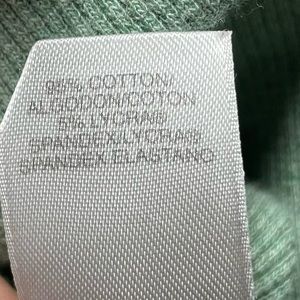 95% COTTON/
ALGODON/COTON
5% LYCRA®
SPANDEX/LYCRA®
SPANDEX ELASTANO